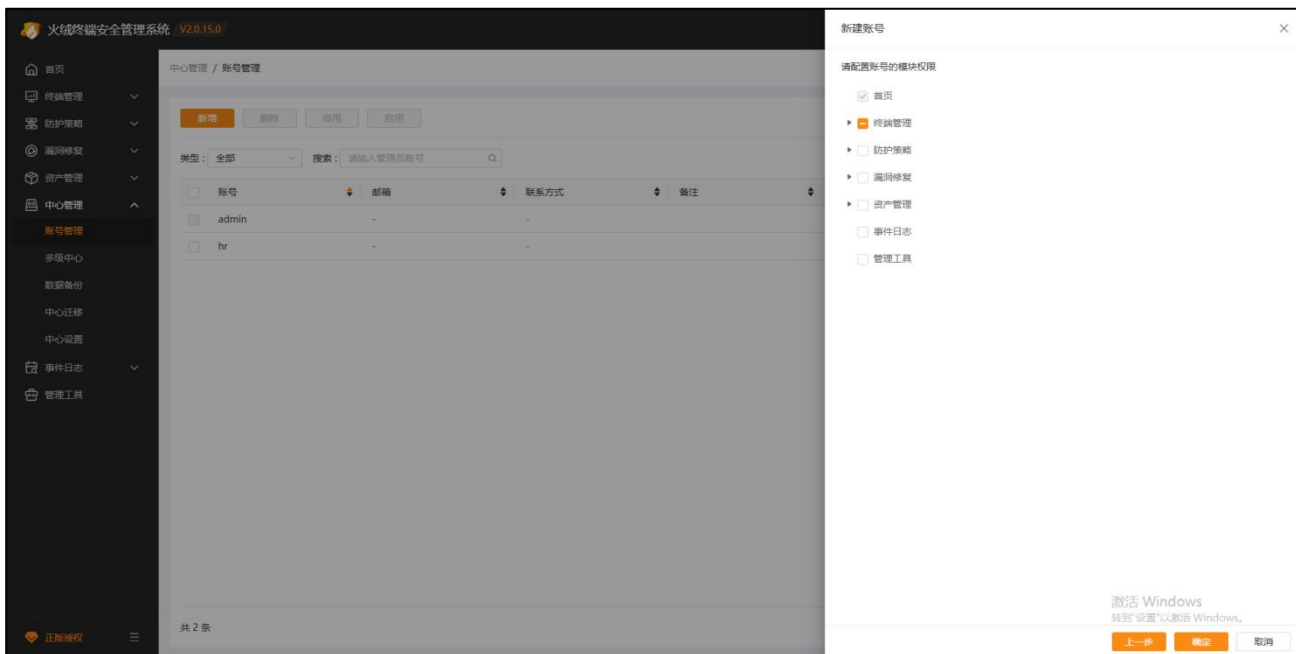 火绒终端安全管理系统 V2.0.15.0
首页
终端管理
防护策略
漏洞修复
资产管理
中心管理
账号管理
多级中心
数据备份
中心迁移
中心设置
事件日志
管理工具
正版授权
中心管理 / 账号管理
新增 删除 停用 启用
类型： 全部 搜索： 请输入管理员账号
账号 邮箱 联系方式 备注
admin - -
hr - -
共 2 条
新建账号
请配置账号的模块权限
首页
终端管理
防护策略
漏洞修复
资产管理
事件日志
管理工具
激活 Windows
转到"设置"以激活 Windows。
上一步 确定 取消